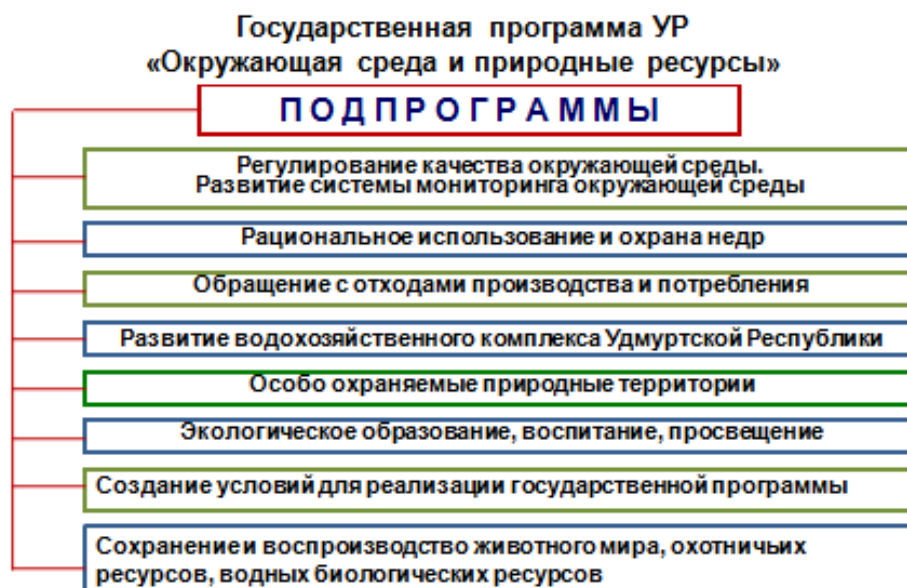 Государственная программа УР
«Окружающая среда и природные ресурсы»
ПОДПРОГРАММЫ
Регулирование качества окружающей среды.
Развитие системы мониторинга окружающей среды
Рациональное использование и охрана недр
Обращение с отходами производства и потребления
Развитие водохозяйственного комплекса Удмуртской Республики
Особо охраняемые природные территории
Экологическое образование, воспитание, просвещение
Создание условий для реализации государственной программы
Сохранение и воспроизводство животного мира, охотничьих
ресурсов, водных биологических ресурсов